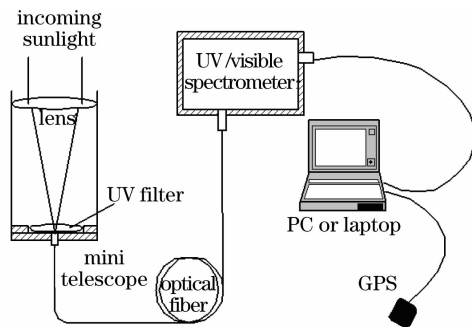 incoming
sunlight
lens
UV filter
mini
telescope
optical
fiber
UV/visible
spectrometer
PC or laptop
GPS